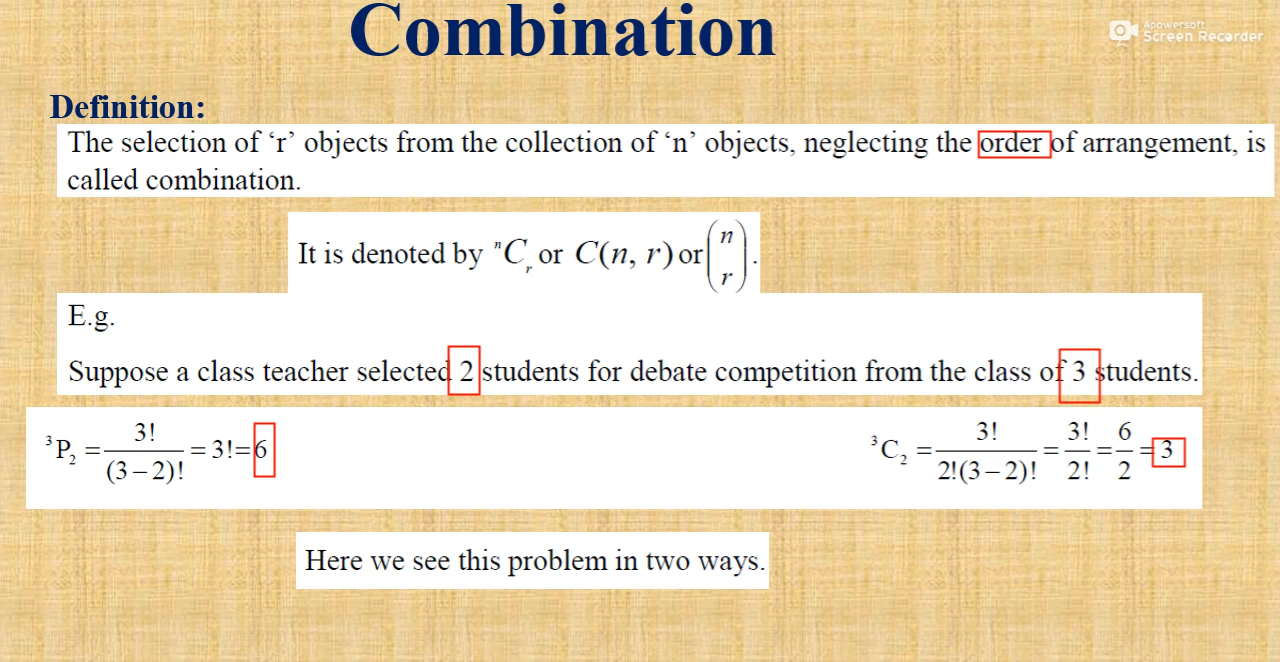 Combination
Apowersoft
Screen Recorder
Definition:
The selection of ‘r’ objects from the collection of ‘n’ objects, neglecting the order of arrangement, is
called combination.
It is denoted by ⁿCᵣ or C(n, r) or (n r).
E.g.
Suppose a class teacher selected 2 students for debate competition from the class of 3 students.
³P₂ = 3!/(3−2)! = 3!= 6
³C₂ = 3!/2!(3−2)! = 3!/2! = 6/2 = 3
Here we see this problem in two ways.